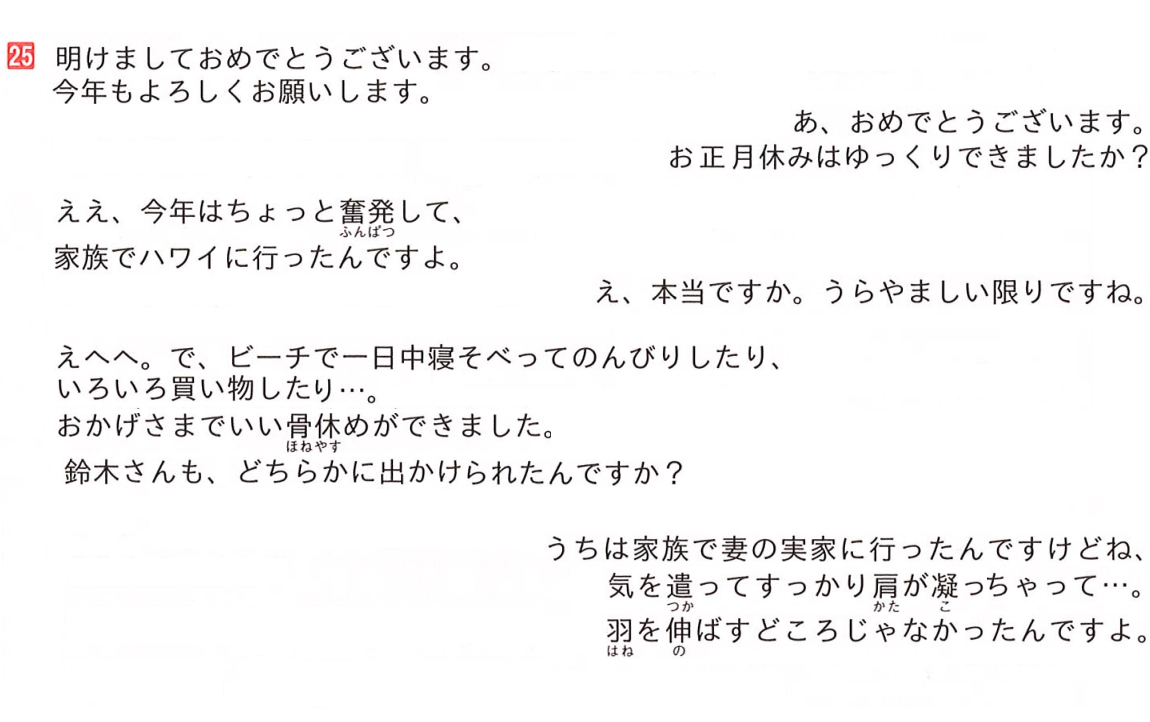 25 明けましておめでとうございます。
今年もよろしくお願いします。
あ、おめでとうございます。
お正月休みはゆっくりできましたか？
ええ、今年はちょっと奮発して、
ふんぱつ
家族でハワイに行ったんですよ。
え、本当ですか。うらやましい限りですね。
えへへ。で、ビーチで一日中寝そべってのんびりしたり、
いろいろ買い物したり…。
おかげさまでいい骨休めができました。
ほねやす
鈴木さんも、どちらかに出かけられたんですか？
うちは家族で妻の実家に行ったんですけどね、
気を遣ってすっかり肩が凝っちゃって…。
つか かた こ
羽を伸ばすどころじゃなかったんですよ。
はね の